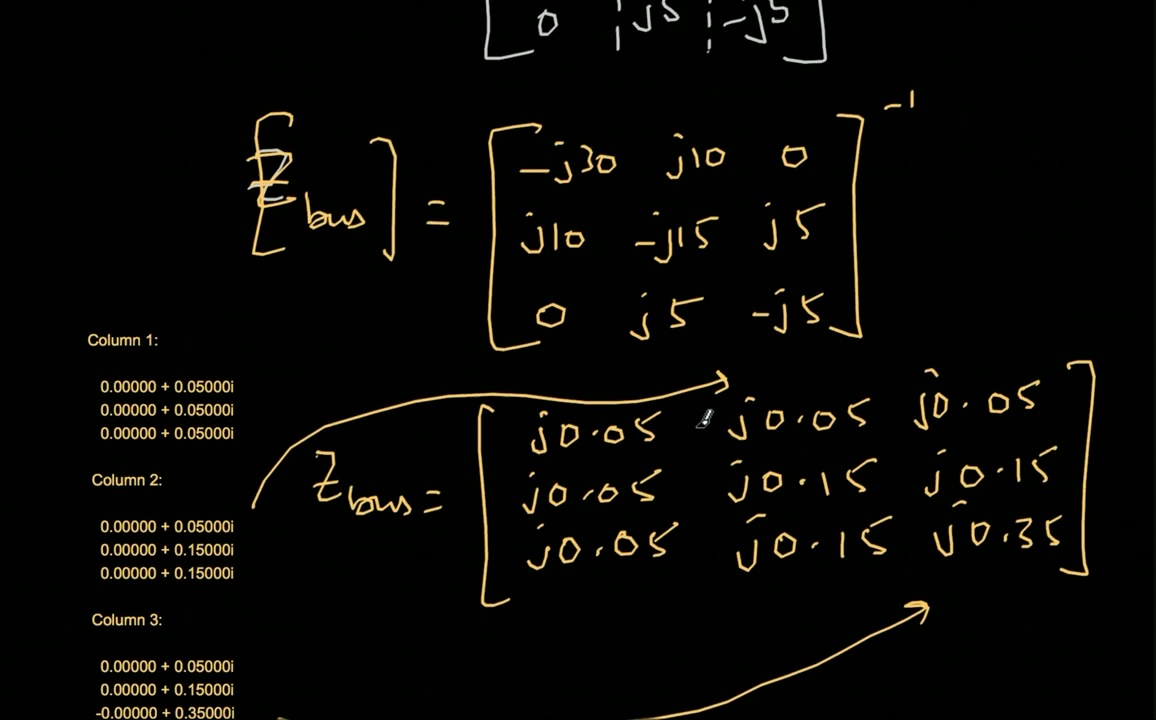 0 j5 -j5
[Zbus] = [-j30 j10 0
j10 -j15 j5
0 j5 -j5]⁻¹
Column 1:
0.00000 + 0.05000i
0.00000 + 0.05000i
0.00000 + 0.05000i
Column 2:
0.00000 + 0.05000i
0.00000 + 0.15000i
0.00000 + 0.15000i
Column 3:
0.00000 + 0.05000i
0.00000 + 0.15000i
-0.00000 + 0.35000i
Zbus = [j0.05 j0.05 j0.05
j0.05 j0.15 j0.15
j0.05 j0.15 j0.35]